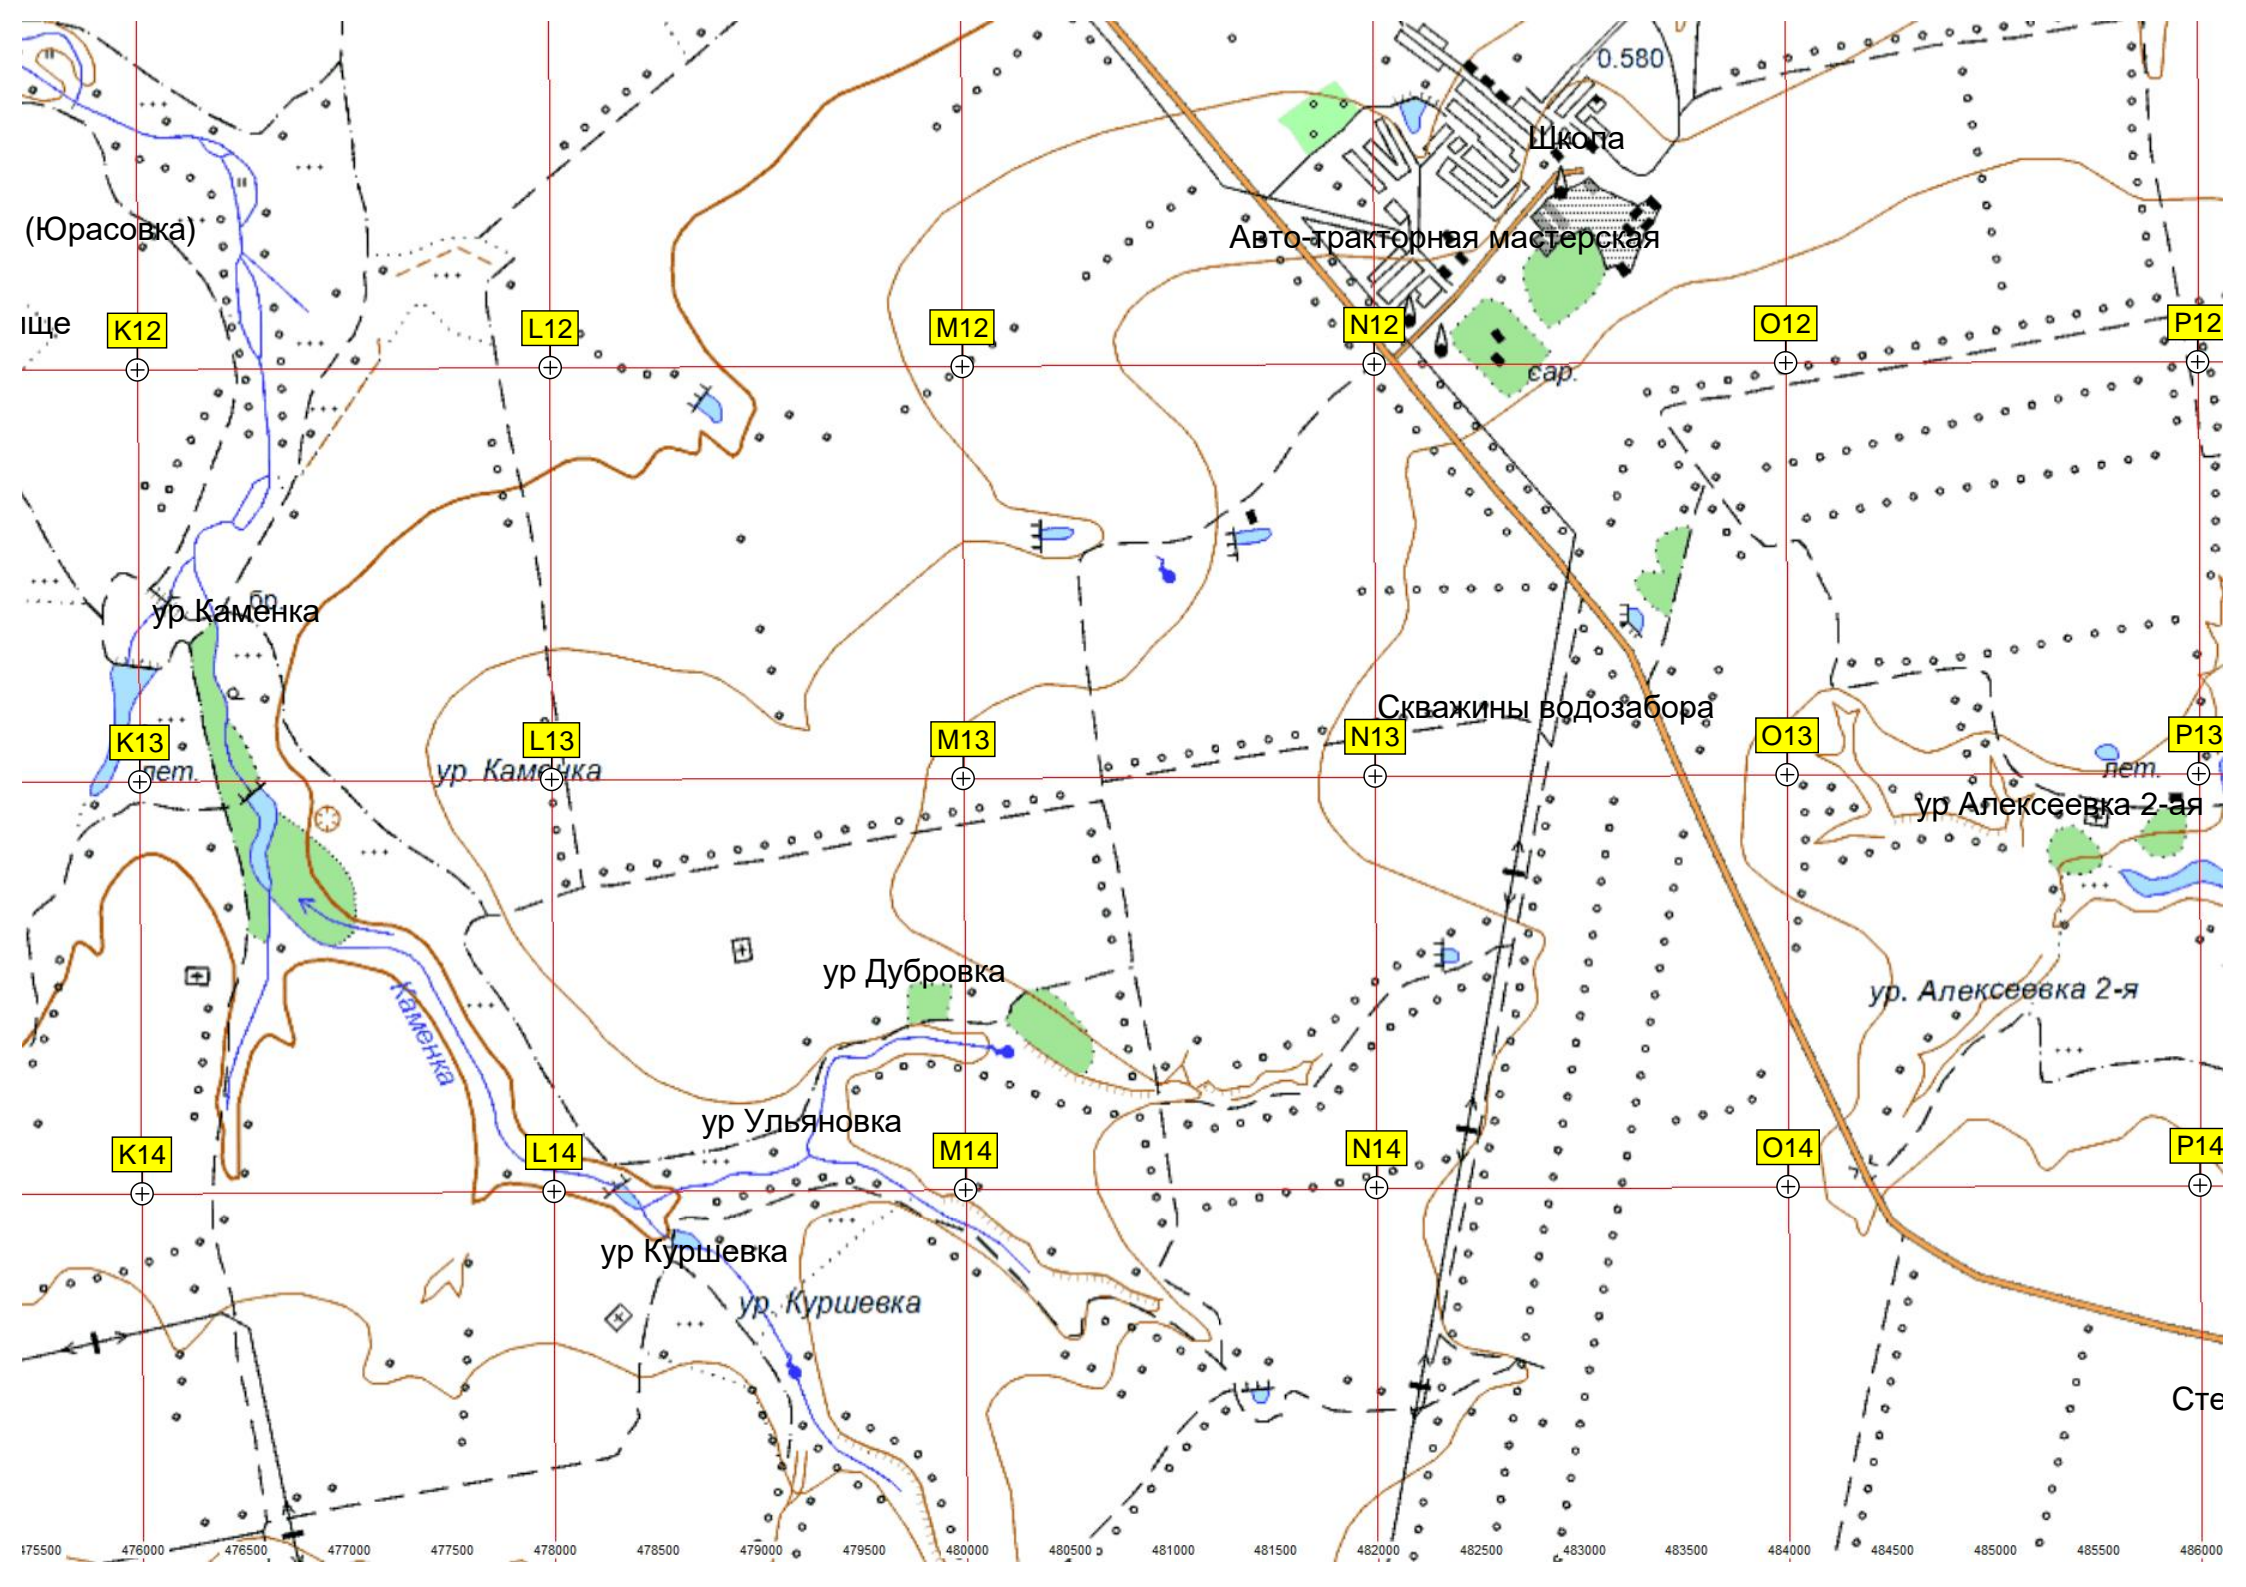 0.580
Школа
(Юрасовка)
Авто-тракторная мастерская
ище
K12
L12
M12
N12
O12
P12
сар.
бр.
ур Каменка
Скважины водозабора
K13
L13
M13
N13
O13
P13
лет.
ур. Каменка
лет.
ур Алексеевка 2-ая
ур Дубровка
ур. Алексеевка 2-я
Каменка
ур Ульяновка
K14
L14
M14
N14
O14
P14
ур Куршевка
ур. Куршевка
Сте
475500 476000 476500 477000 477500 478000 478500 479000 479500 480000 480500 481000 481500 482000 482500 483000 483500 484000 484500 485000 485500 486000